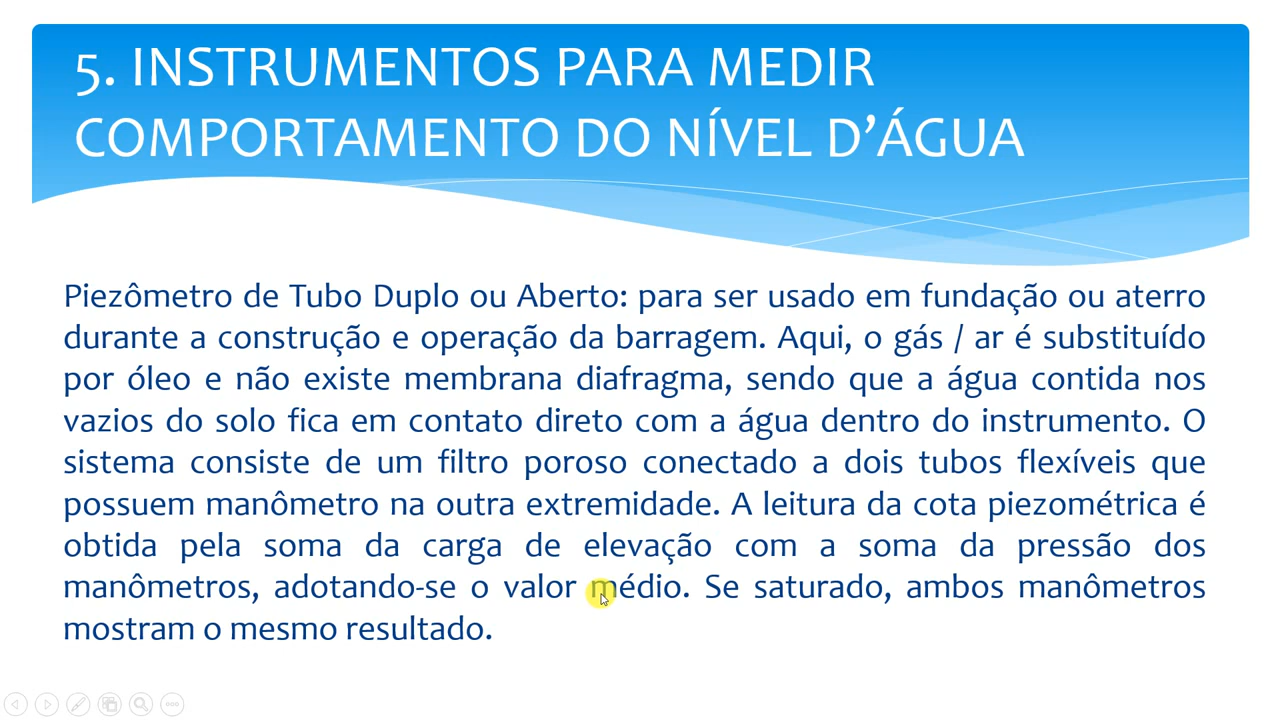 5. INSTRUMENTOS PARA MEDIR
COMPORTAMENTO DO NÍVEL D’ÁGUA
Piezômetro de Tubo Duplo ou Aberto: para ser usado em fundação ou aterro
durante a construção e operação da barragem. Aqui, o gás / ar é substituído
por óleo e não existe membrana diafragma, sendo que a água contida nos
vazios do solo fica em contato direto com a água dentro do instrumento. O
sistema consiste de um filtro poroso conectado a dois tubos flexíveis que
possuem manômetro na outra extremidade. A leitura da cota piezométrica é
obtida pela soma da carga de elevação com a soma da pressão dos
manômetros, adotando-se o valor médio. Se saturado, ambos manômetros
mostram o mesmo resultado.